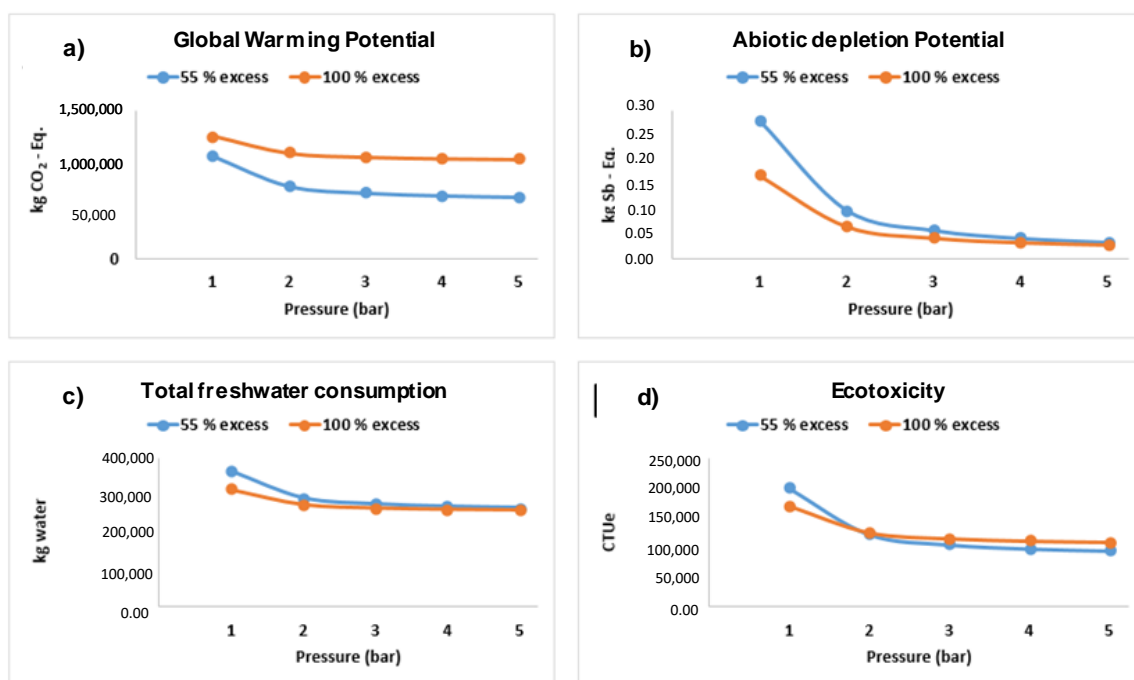 a)
Global Warming Potential
55 % excess
100 % excess
1,500,000
1,000,000
50,000
0
kg CO₂ - Eq.
1 2 3 4 5
Pressure (bar)
b)
Abiotic depletion Potential
55 % excess
100 % excess
0.30
0.25
0.20
0.15
0.10
0.05
0.00
kg Sb - Eq.
1 2 3 4 5
Pressure (bar)
c)
Total freshwater consumption
55 % excess
100 % excess
400,000
300,000
200,000
100,000
0.00
kg water
1 2 3 4 5
Pressure (bar)
d)
Ecotoxicity
55 % excess
100 % excess
250,000
200,000
150,000
100,000
50,000
0.00
CTUe
1 2 3 4 5
Pressure (bar)